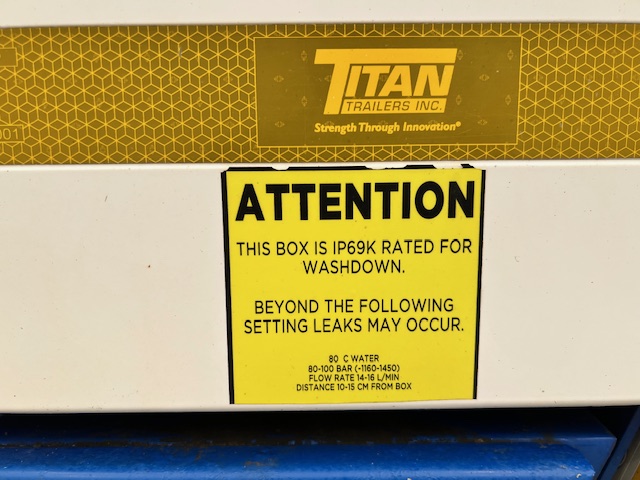 TITAN
TRAILERS INC.
Strength Through Innovation®
001
ATTENTION
THIS BOX IS IP69K RATED FOR
WASHDOWN.
BEYOND THE FOLLOWING
SETTING LEAKS MAY OCCUR.
80 C WATER
80-100 BAR (-1160-1450)
FLOW RATE 14-16 L/MIN
DISTANCE 10-15 CM FROM BOX